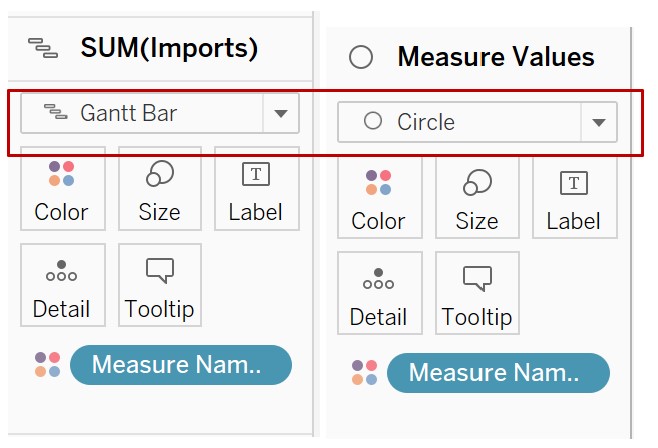 SUM(Imports)
Gantt Bar
Color
Size
T
Label
Detail
Tooltip
Measure Nam..
Measure Values
Circle
Color
Size
T
Label
Detail
Tooltip
Measure Nam..